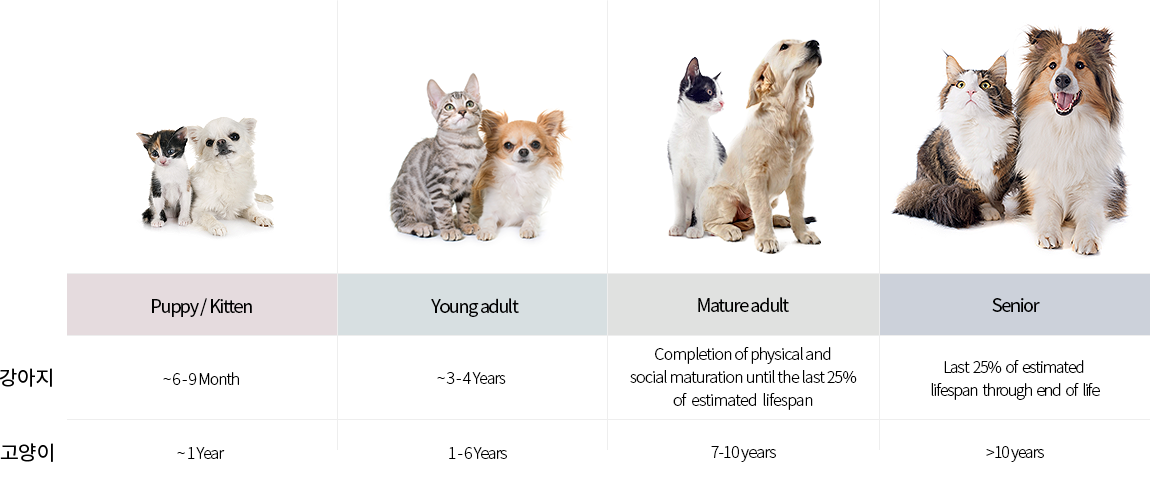 Puppy / Kitten
Young adult
Mature adult
Senior
강아지
~ 6 - 9 Month
~ 3 - 4 Years
Completion of physical and
social maturation until the last 25%
of estimated lifespan
Last 25% of estimated
lifespan through end of life
고양이
~ 1 Year
1 - 6 Years
7-10 years
>10 years